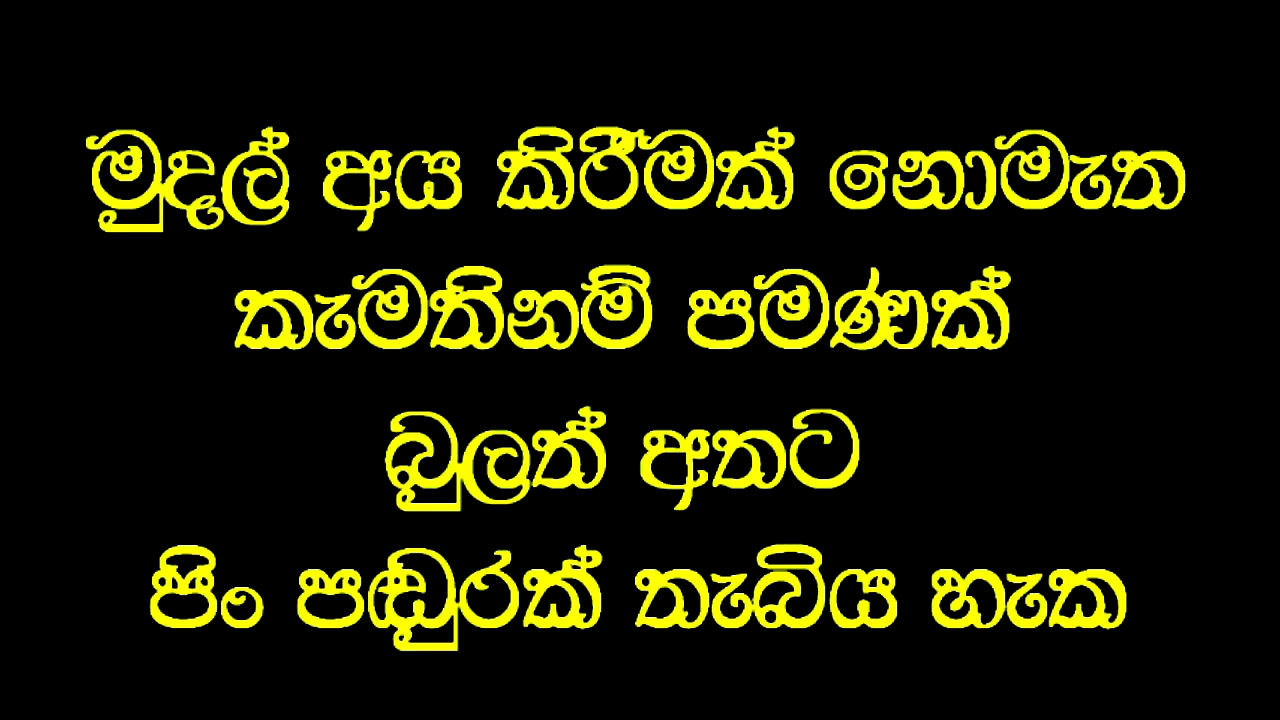 මුදල් අය කිරීමක් නොමැත
කැමතිනම් පමණක්
බුලත් අතට
පිං පඬුරක් තැබිය හැක